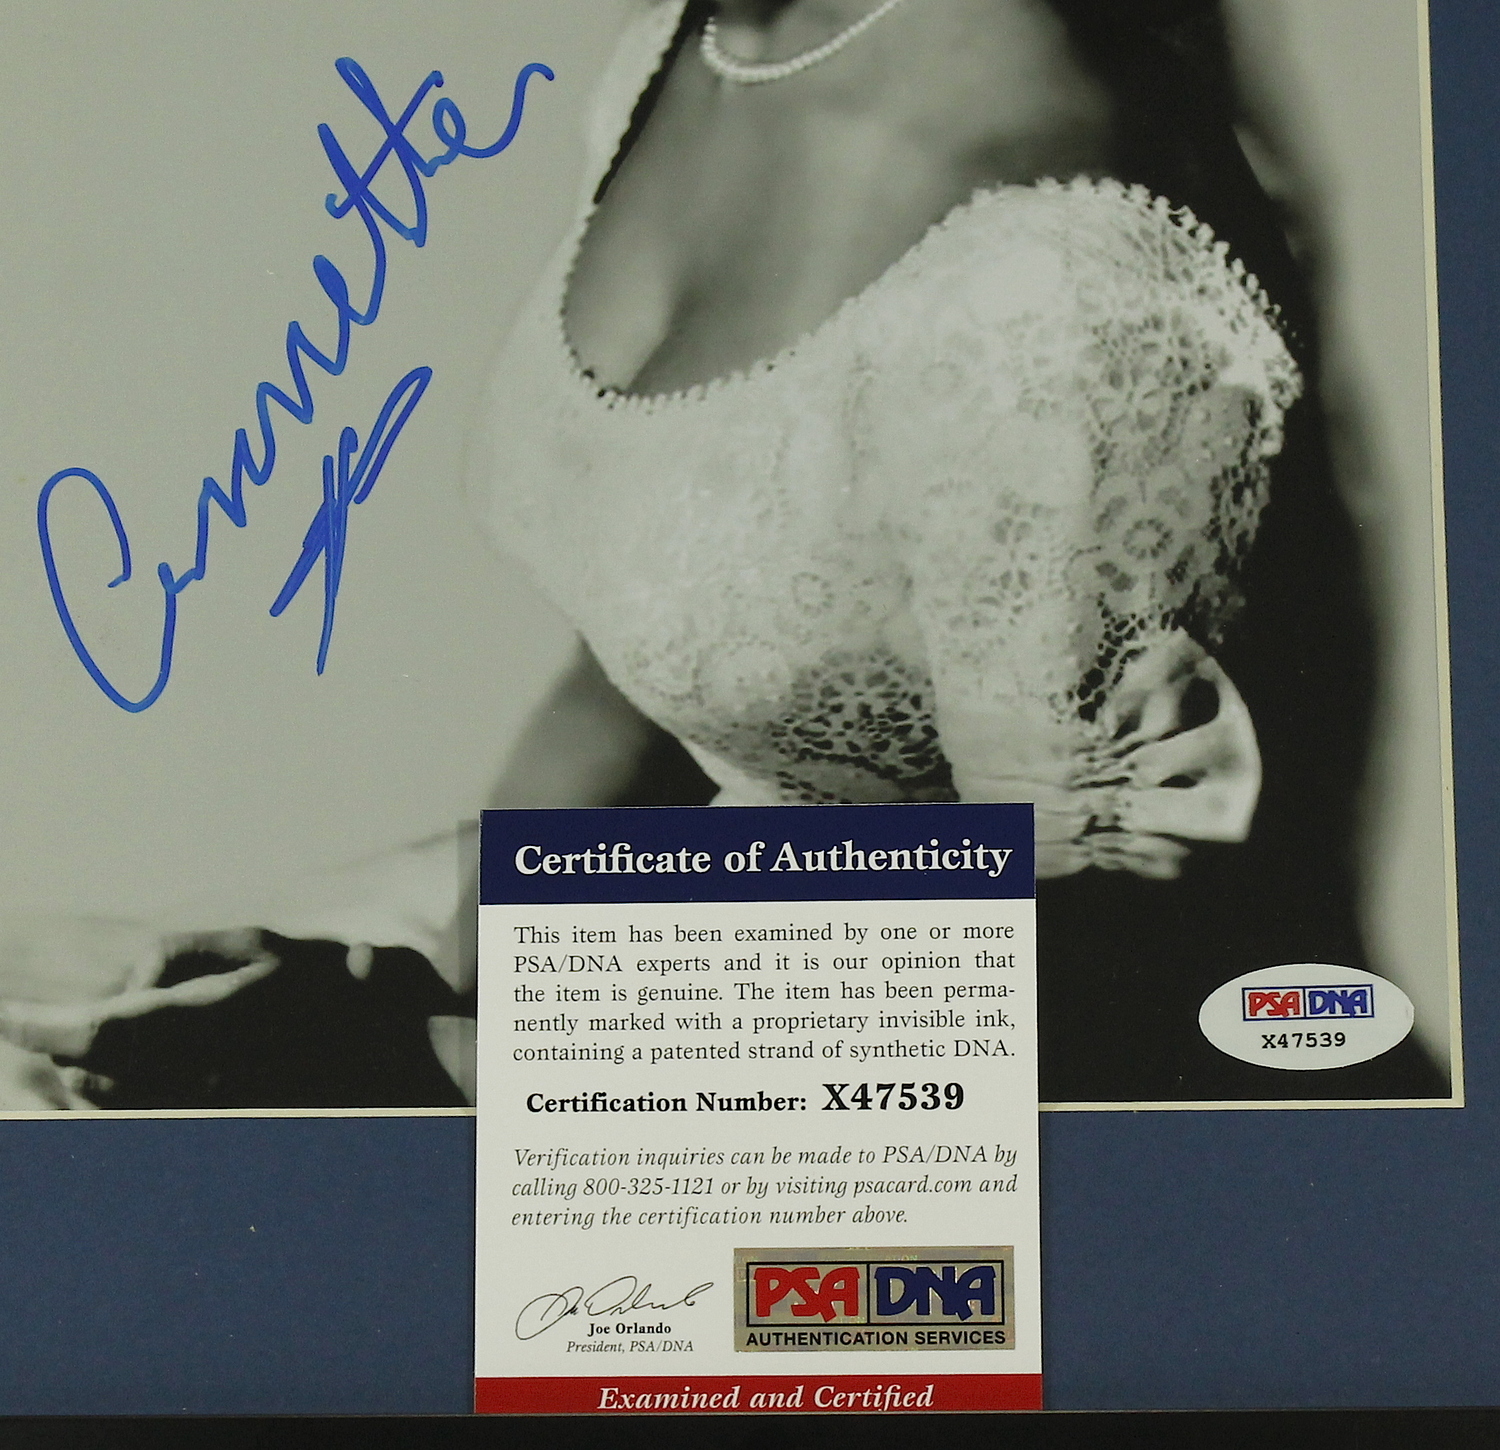 Annette
Certificate of Authenticity
This item has been examined by one or more
PSA/DNA experts and it is our opinion that
the item is genuine. The item has been perma-
nently marked with a proprietary invisible ink,
containing a patented strand of synthetic DNA.
Certification Number: X47539
Verification inquiries can be made to PSA/DNA by
calling 800-325-1121 or by visiting psacard.com and
entering the certification number above.
Joe Orlando
Joe Orlando
President, PSA/DNA
PSA DNA
AUTHENTICATION SERVICES
Examined and Certified
PSA DNA
X47539